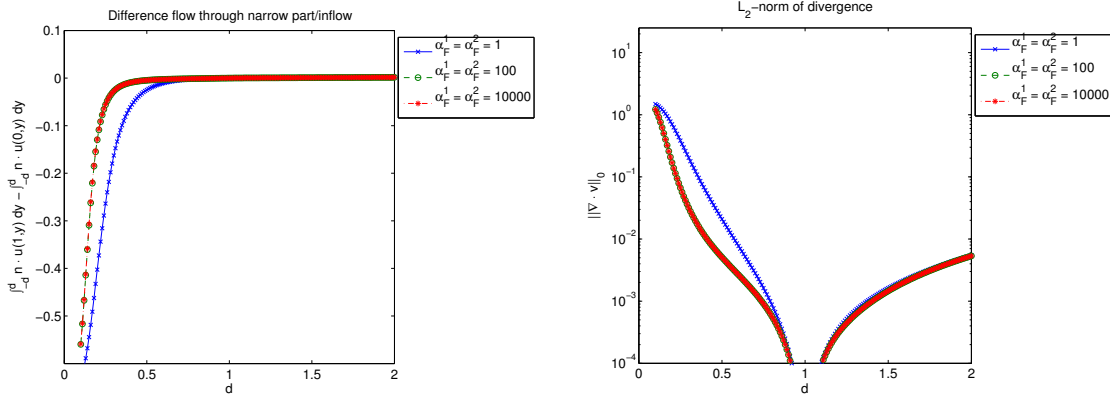 Difference flow through narrow part/inflow
∫_{-d}^{d} n · u(1,y) dy − ∫_{-d}^{d} n · u(0,y) dy
0
−0.1
−0.2
−0.3
−0.4
−0.5
0 0.5 1 1.5 2
d
α_F^1 = α_F^2 = 1
α_F^1 = α_F^2 = 100
α_F^1 = α_F^2 = 10000
L_2−norm of divergence
||∇ · v||_0
10^1
10^0
10^{−1}
10^{−2}
10^{−3}
10^{−4}
0 0.5 1 1.5 2
d
α_F^1 = α_F^2 = 1
α_F^1 = α_F^2 = 100
α_F^1 = α_F^2 = 10000